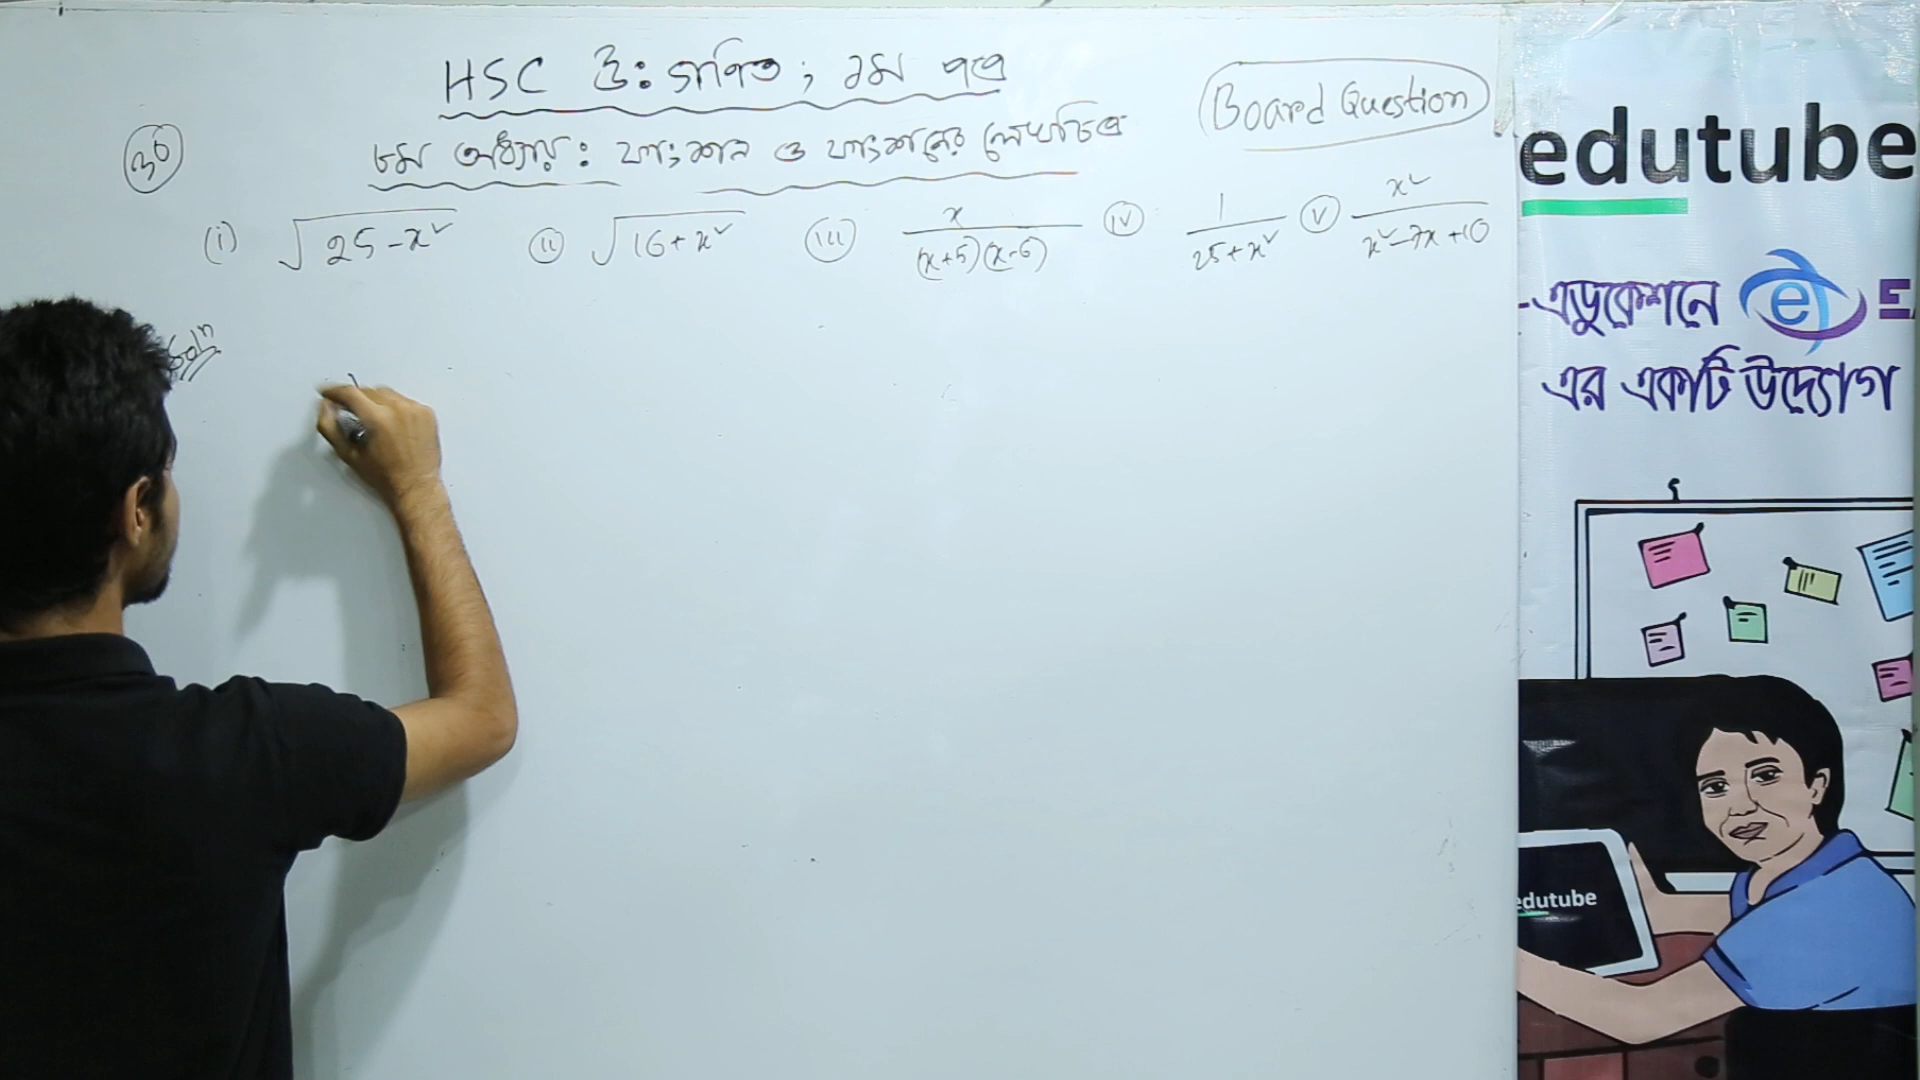 HSC উ: গণিত ; ১ম পত্র
Board Question
৩৬
৮ম অধ্যায় : ফাংশন ও ফাংশনের লেখচিত্র
(i) √(25-x²) (ii) √(16+x²) (iii) x/((x+5)(x-6)) (iv) 1/(25+x²) (v) x²/(x²-7x+10)
Solⁿ
edutube
-এডুকেশনে e E
এর একটি উদ্যোগ
edutube